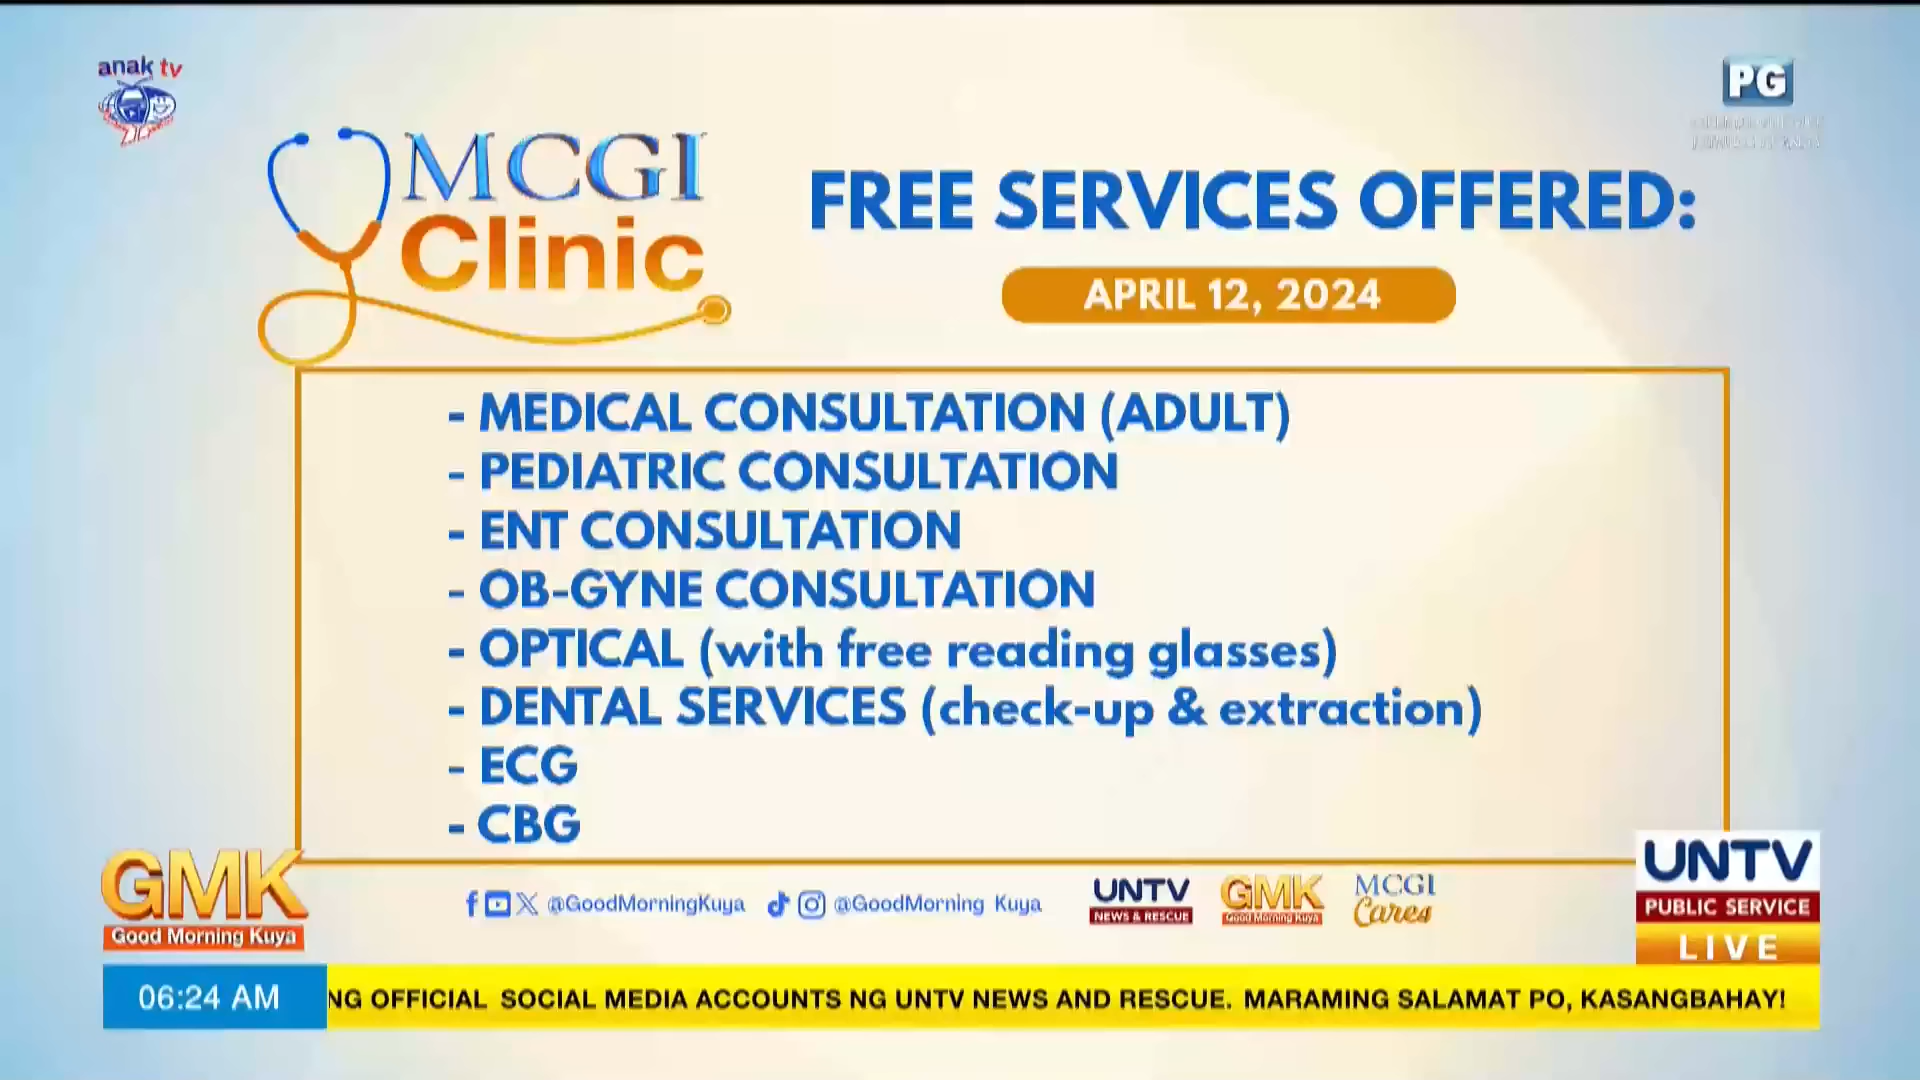 anak tv
PG
MCGI
Clinic
FREE SERVICES OFFERED:
APRIL 12, 2024
- MEDICAL CONSULTATION (ADULT)
- PEDIATRIC CONSULTATION
- ENT CONSULTATION
- OB-GYNE CONSULTATION
- OPTICAL (with free reading glasses)
- DENTAL SERVICES (check-up & extraction)
- ECG
- CBG
GMK
Good Morning Kuya
@GoodMorningKuya @GoodMorning Kuya
UNTV
NEWS & RESCUE
GMK
Good Morning Kuya
MCGI
Cares
UNTV
PUBLIC SERVICE
LIVE
06:24 AM
NG OFFICIAL SOCIAL MEDIA ACCOUNTS NG UNTV NEWS AND RESCUE. MARAMING SALAMAT PO, KASANGBAHAY!